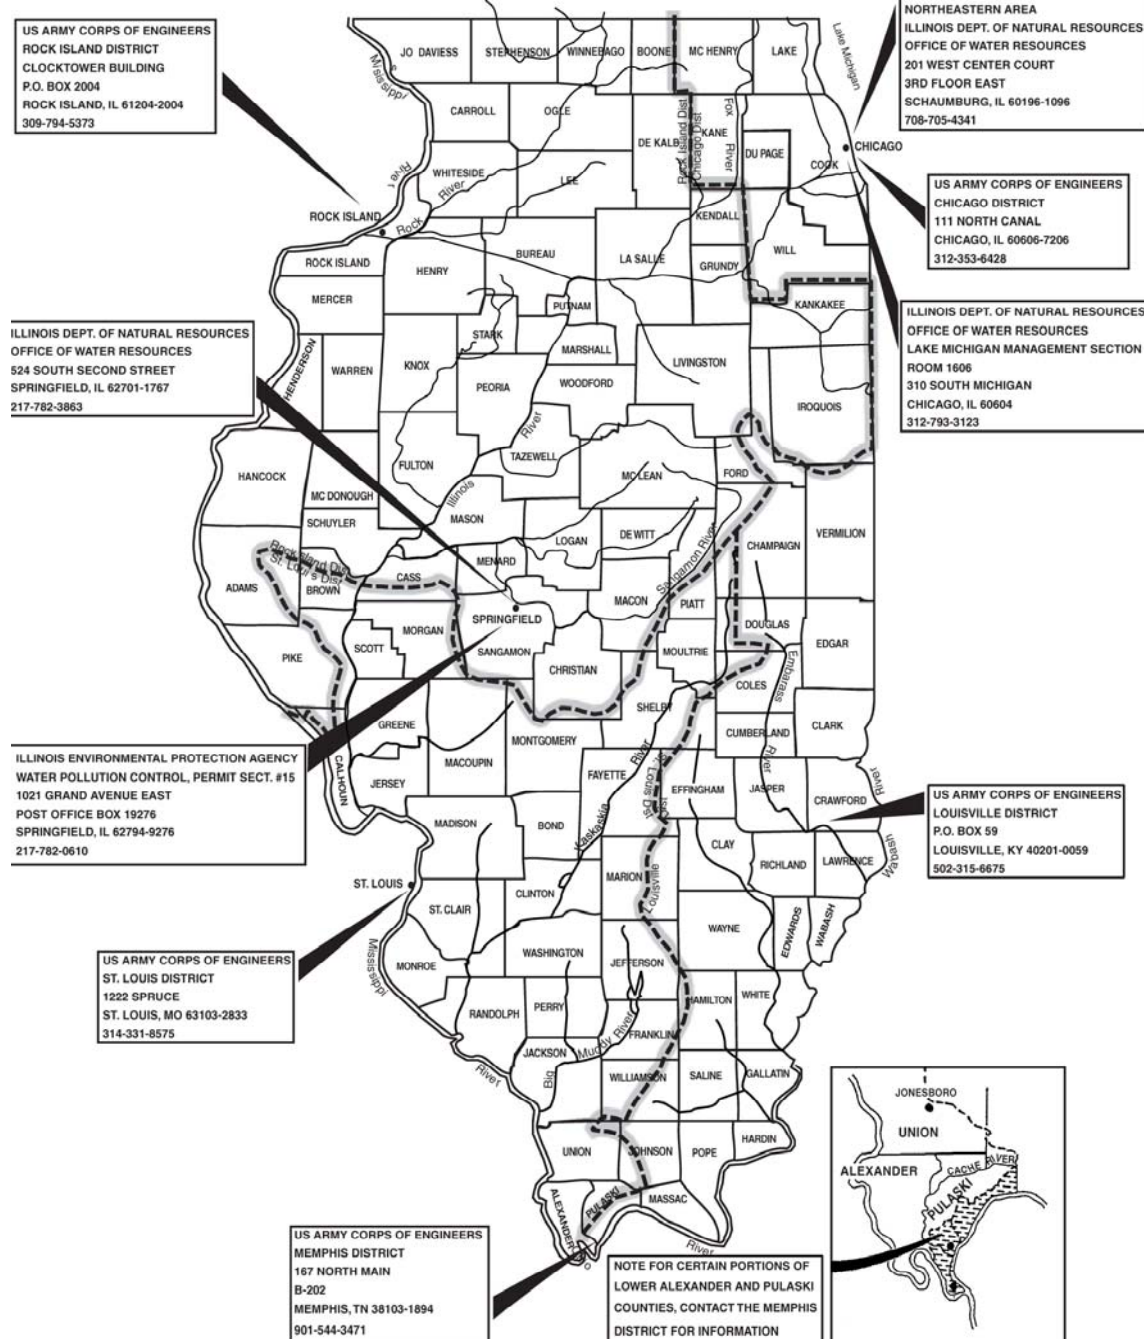 US ARMY CORPS OF ENGINEERS
ROCK ISLAND DISTRICT
CLOCKTOWER BUILDING
P.O. BOX 2004
ROCK ISLAND, IL 61204-2004
309-794-5373
NORTHEASTERN AREA
ILLINOIS DEPT. OF NATURAL RESOURCES
OFFICE OF WATER RESOURCES
201 WEST CENTER COURT
3RD FLOOR EAST
SCHAUMBURG, IL 60196-1096
708-705-4341
US ARMY CORPS OF ENGINEERS
CHICAGO DISTRICT
111 NORTH CANAL
CHICAGO, IL 60606-7206
312-353-6428
ILLINOIS DEPT. OF NATURAL RESOURCES
OFFICE OF WATER RESOURCES
LAKE MICHIGAN MANAGEMENT SECTION
ROOM 1606
310 SOUTH MICHIGAN
CHICAGO, IL 60604
312-793-3123
ILLINOIS DEPT. OF NATURAL RESOURCES
OFFICE OF WATER RESOURCES
524 SOUTH SECOND STREET
SPRINGFIELD, IL 62701-1767
217-782-3863
ILLINOIS ENVIRONMENTAL PROTECTION AGENCY
WATER POLLUTION CONTROL, PERMIT SECT. #15
1021 GRAND AVENUE EAST
POST OFFICE BOX 19276
SPRINGFIELD, IL 62794-9276
217-782-0610
US ARMY CORPS OF ENGINEERS
LOUISVILLE DISTRICT
P.O. BOX 59
LOUISVILLE, KY 40201-0059
502-315-6675
US ARMY CORPS OF ENGINEERS
ST. LOUIS DISTRICT
1222 SPRUCE
ST. LOUIS, MO 63103-2833
314-331-8575
US ARMY CORPS OF ENGINEERS
MEMPHIS DISTRICT
167 NORTH MAIN
B-202
MEMPHIS, TN 38103-1894
901-544-3471
NOTE FOR CERTAIN PORTIONS OF
LOWER ALEXANDER AND PULASKI
COUNTIES, CONTACT THE MEMPHIS
DISTRICT FOR INFORMATION
JO DAVIESS
STEPHENSON
WINNEBAGO
BOONE
MC HENRY
LAKE
Lake Michigan
CARROLL
OGLE
DE KALB
Rock Island Dist.
Chicago Dist
KANE
Fox
River
DU PAGE
COOK
CHICAGO
WHITESIDE
River
LEE
KENDALL
WILL
River
ROCK ISLAND
Rock
ROCK ISLAND
HENRY
BUREAU
LA SALLE
GRUNDY
MERCER
PUTNAM
KANKAKEE
STARK
MARSHALL
LIVINGSTON
HENDERSON
WARREN
KNOX
PEORIA
WOODFORD
IROQUOIS
River
FULTON
TAZEWELL
MC LEAN
FORD
HANCOCK
MC DONOUGH
Illinois
MASON
SCHUYLER
LOGAN
DE WITT
Sangamon River
CHAMPAIGN
VERMILION
Rock Island Dist.
St. Louis Dist
ADAMS
BROWN
CASS
MENARD
MACON
PIATT
SPRINGFIELD
DOUGLAS
EDGAR
PIKE
SCOTT
MORGAN
SANGAMON
CHRISTIAN
MOULTRIE
COLES
Embarass
River
GREENE
SHELBY
CUMBERLAND
CLARK
MONTGOMERY
CALHOUN
JERSEY
MACOUPIN
FAYETTE
River
Kaskaskia
EFFINGHAM
JASPER
CRAWFORD
River
Wabash
MADISON
BOND
CLAY
RICHLAND
LAWRENCE
ST. LOUIS
ST. CLAIR
CLINTON
MARION
Louisville
WAYNE
EDWARDS
WABASH
MONROE
WASHINGTON
JEFFERSON
Mississippi
RANDOLPH
PERRY
HAMILTON
WHITE
FRANKLIN
JACKSON
Big
Muddy River
River
WILLIAMSON
SALINE
GALLATIN
UNION
JOHNSON
POPE
HARDIN
ALEXANDER
PULASKI
MASSAC
River
JONESBORO
UNION
ALEXANDER
CACHE RIVER
PULASKI